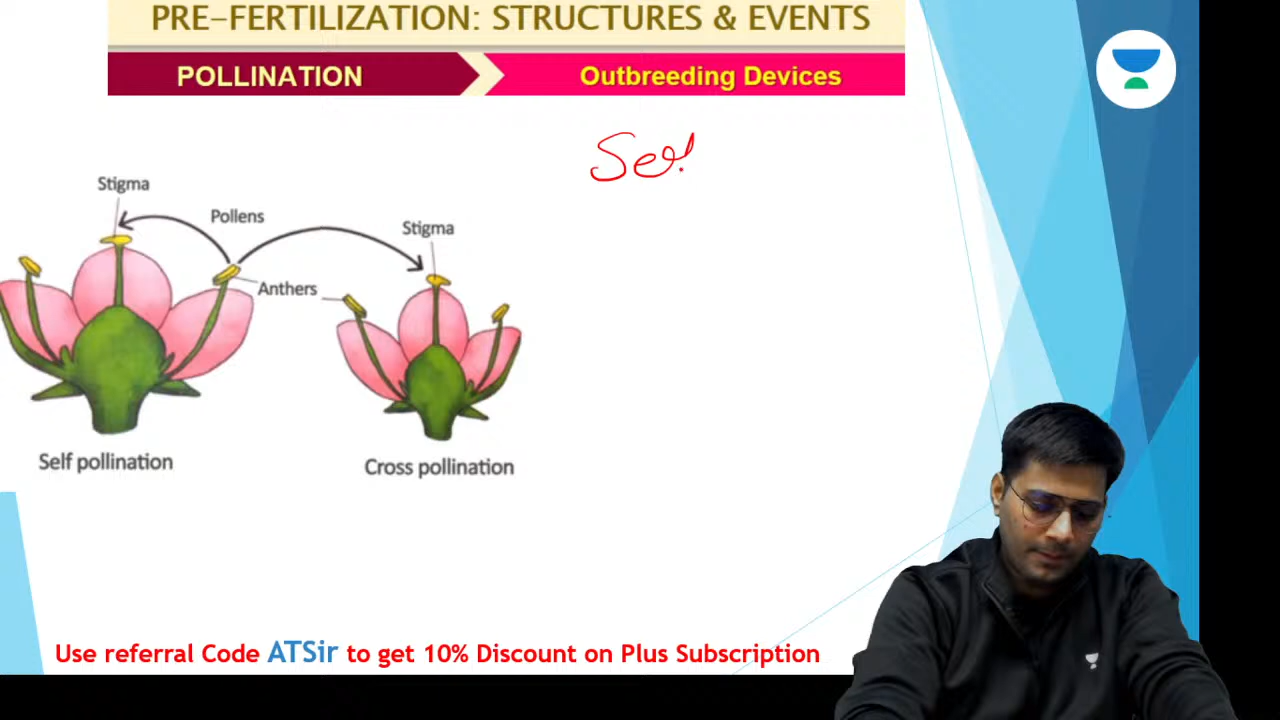 PRE-FERTILIZATION: STRUCTURES & EVENTS
POLLINATION
Outbreeding Devices
Stigma
Pollens
Stigma
Anthers
Self pollination
Cross pollination
Use referral Code ATSir to get 10% Discount on Plus Subscription